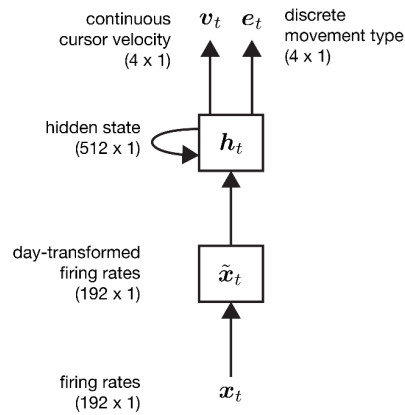 continuous
cursor velocity
(4 x 1)
v_t e_t
discrete
movement type
(4 x 1)
hidden state
(512 x 1)
h_t
day-transformed
firing rates
(192 x 1)
x̃_t
firing rates
(192 x 1)
x_t